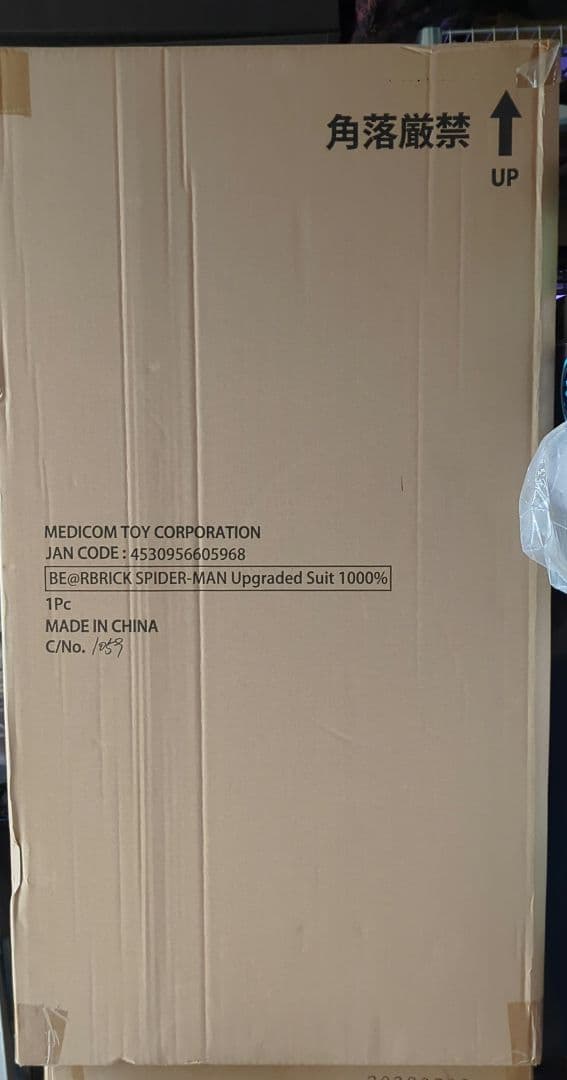 角落厳禁
UP
MEDICOM TOY CORPORATION
JAN CODE : 4530956605968
BE@RBRICK SPIDER-MAN Upgraded Suit 1000%
1Pc
MADE IN CHINA
C/No. 1059